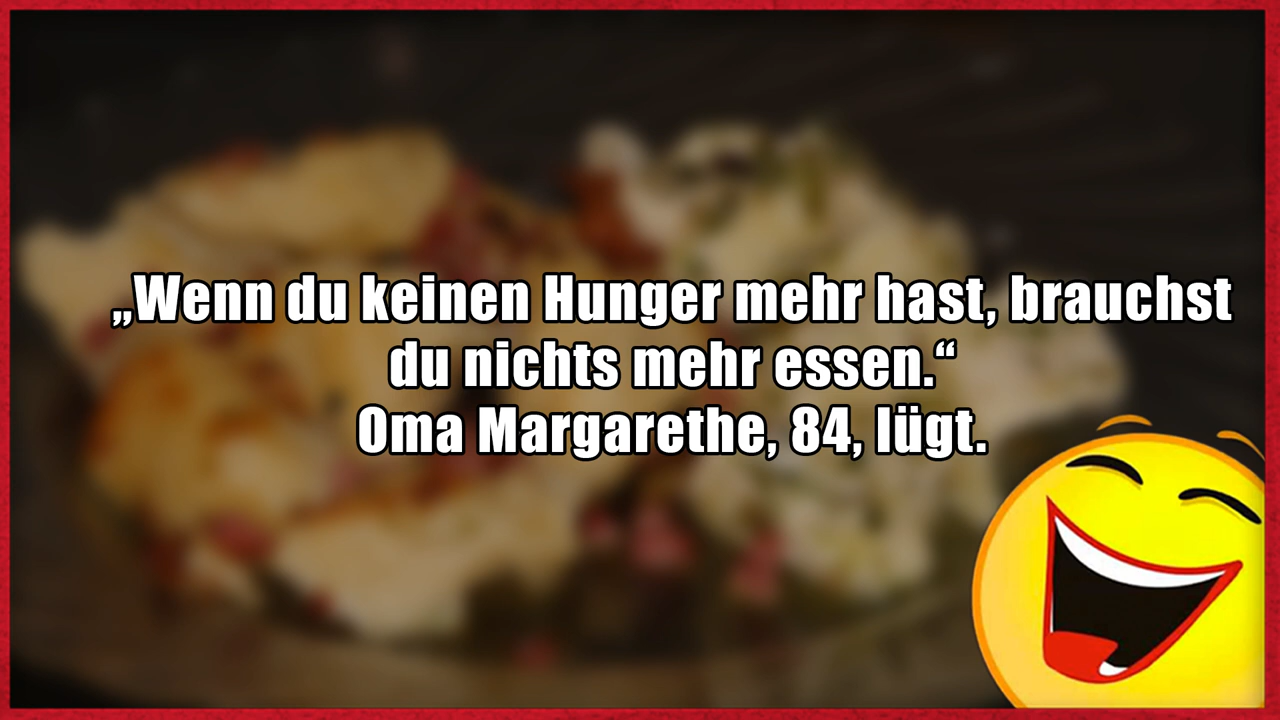 „Wenn du keinen Hunger mehr hast, brauchst
du nichts mehr essen.“
Oma Margarethe, 84, lügt.